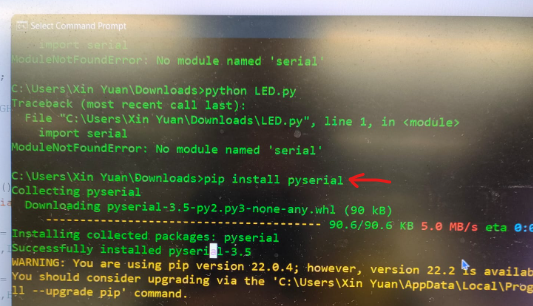 Select Command Prompt
import serial
ModuleNotFoundError: No module named 'serial'
C:\Users\Xin Yuan\Downloads>python LED.py
Traceback (most recent call last):
File "C:\Users\Xin Yuan\Downloads\LED.py", line 1, in <module>
import serial
ModuleNotFoundError: No module named 'serial'
C:\Users\Xin Yuan\Downloads>pip install pyserial
Collecting pyserial
Downloading pyserial-3.5-py2.py3-none-any.whl (90 kB)
---------------------------------------- 90.6/90.6 KB 5.0 MB/s eta 0:0
Installing collected packages: pyserial
Successfully installed pyserial-3.5
WARNING: You are using pip version 22.0.4; however, version 22.2 is availab
You should consider upgrading via the 'C:\Users\Xin Yuan\AppData\Local\Prog
ll --upgrade pip' command.